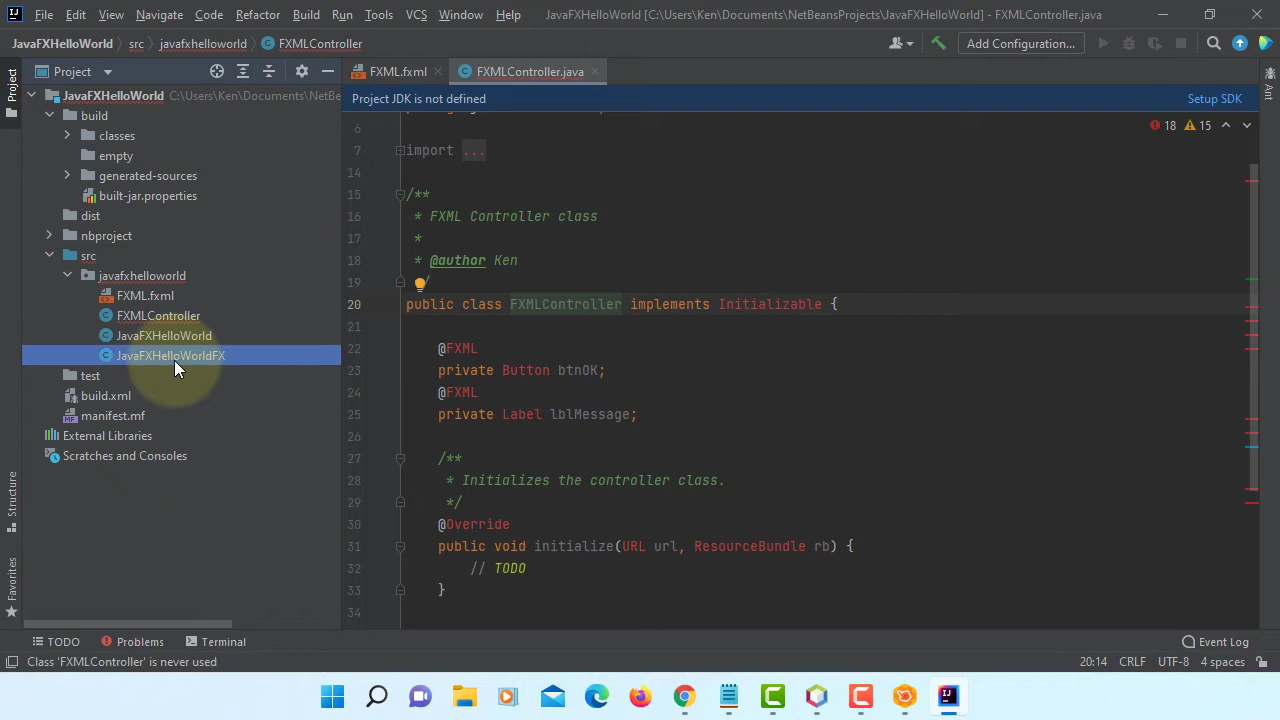 File Edit View Navigate Code Refactor Build Run Tools VCS Window Help JavaFXHelloWorld [C:\Users\Ken\Documents\NetBeansProjects\JavaFXHelloWorld] - FXMLController.java
JavaFXHelloWorld src javafxhelloworld FXMLController Add Configuration...
Project FXML.fxml FXMLController.java
Project
Ant
Structure
Favorites
JavaFXHelloWorld C:\Users\Ken\Documents\NetBe
build
classes
empty
generated-sources
built-jar.properties
dist
nbproject
src
javafxhelloworld
FXML.fxml
FXMLController
JavaFXHelloWorld
JavaFXHelloWorldFX
test
build.xml
manifest.mf
External Libraries
Scratches and Consoles
Project JDK is not defined Setup SDK
18 15
6
7 import ...
14
15 /**
16 * FXML Controller class
17 *
18 * @author Ken
19 */
20 public class FXMLController implements Initializable {
21
22 @FXML
23 private Button btnOK;
24 @FXML
25 private Label lblMessage;
26
27 /**
28 * Initializes the controller class.
29 */
30 @Override
31 public void initialize(URL url, ResourceBundle rb) {
32 // TODO
33 }
34
TODO Problems Terminal Event Log
Class 'FXMLController' is never used 20:14 CRLF UTF-8 4 spaces